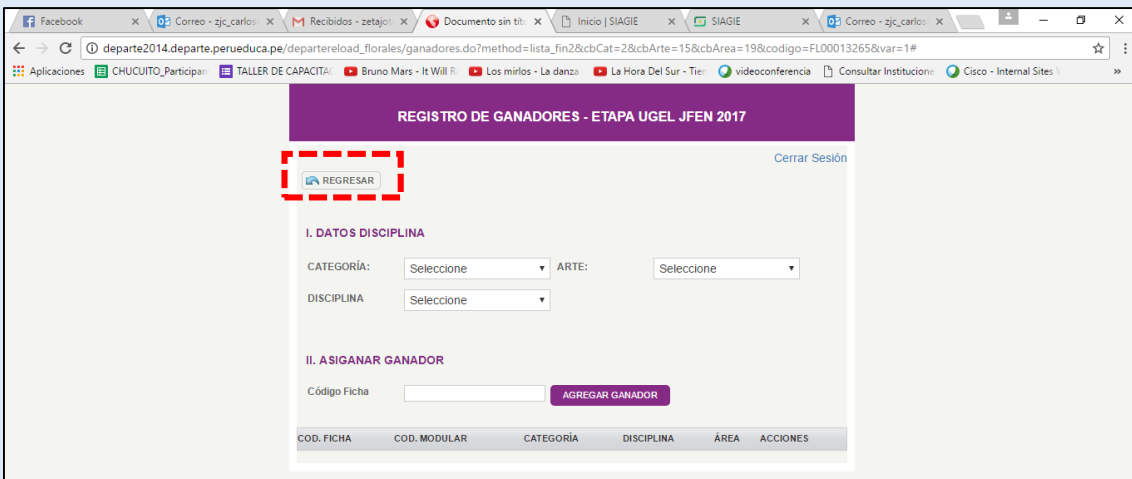 Facebook Correo - zjc_carlos Recibidos - zetajot Documento sin títu Inicio | SIAGIE SIAGIE Correo - zjc_carlos
departe2014.departe.perueduca.pe/departereload_florales/ganadores.do?method=lista_fin2&cbCat=2&cbArte=15&cbArea=19&codigo=FL00013265&var=1#
Aplicaciones CHUCUITO_Participan TALLER DE CAPACITAC Bruno Mars - It Will R Los mirlos - La danza La Hora Del Sur - Tien videoconferencia Consultar Institucione Cisco - Internal Sites »
REGISTRO DE GANADORES - ETAPA UGEL JFEN 2017
Cerrar Sesión
REGRESAR
I. DATOS DISCIPLINA
CATEGORÍA: Seleccione ARTE: Seleccione
DISCIPLINA Seleccione
II. ASIGANAR GANADOR
Código Ficha AGREGAR GANADOR
COD. FICHA COD. MODULAR CATEGORÍA DISCIPLINA ÁREA ACCIONES